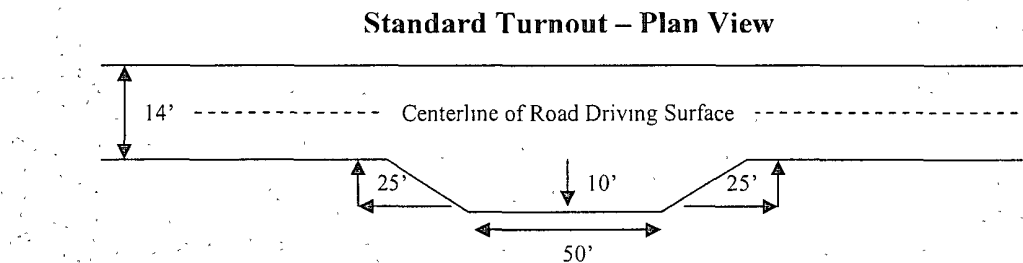 Standard Turnout – Plan View
14' Centerline of Road Driving Surface
25' 10' 25'
50'